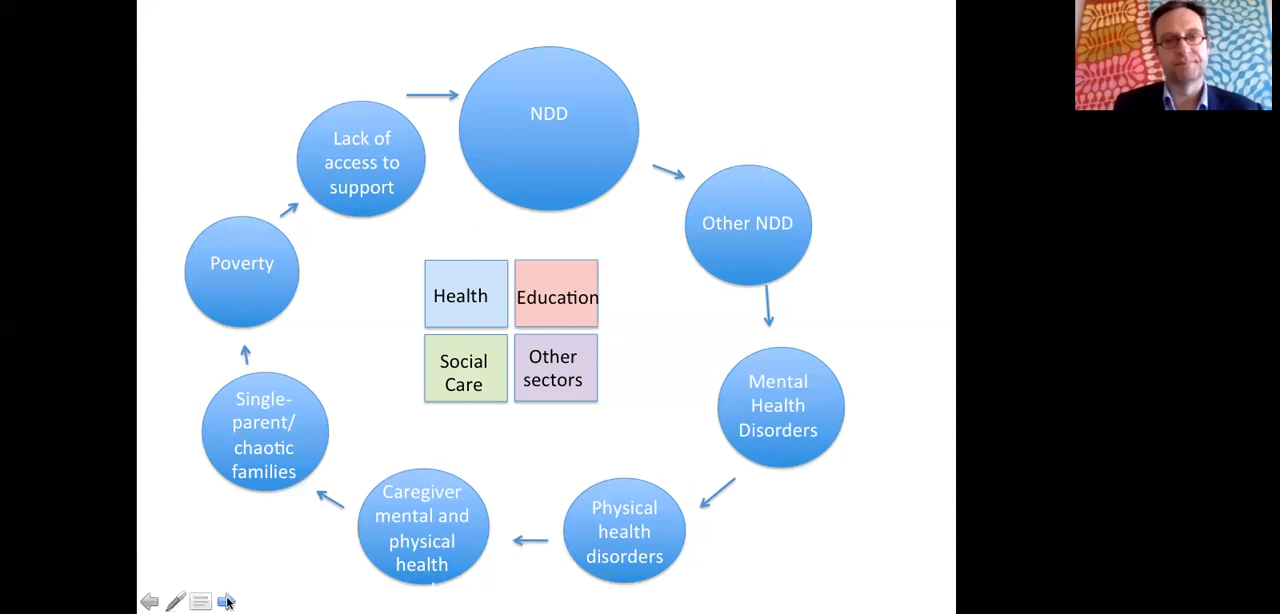 NDD
Lack of
access to
support
Other NDD
Poverty
Health
Education
Social
Care
Other
sectors
Mental
Health
Disorders
Single-
parent/
chaotic
families
Caregiver
mental and
physical
health
Physical
health
disorders